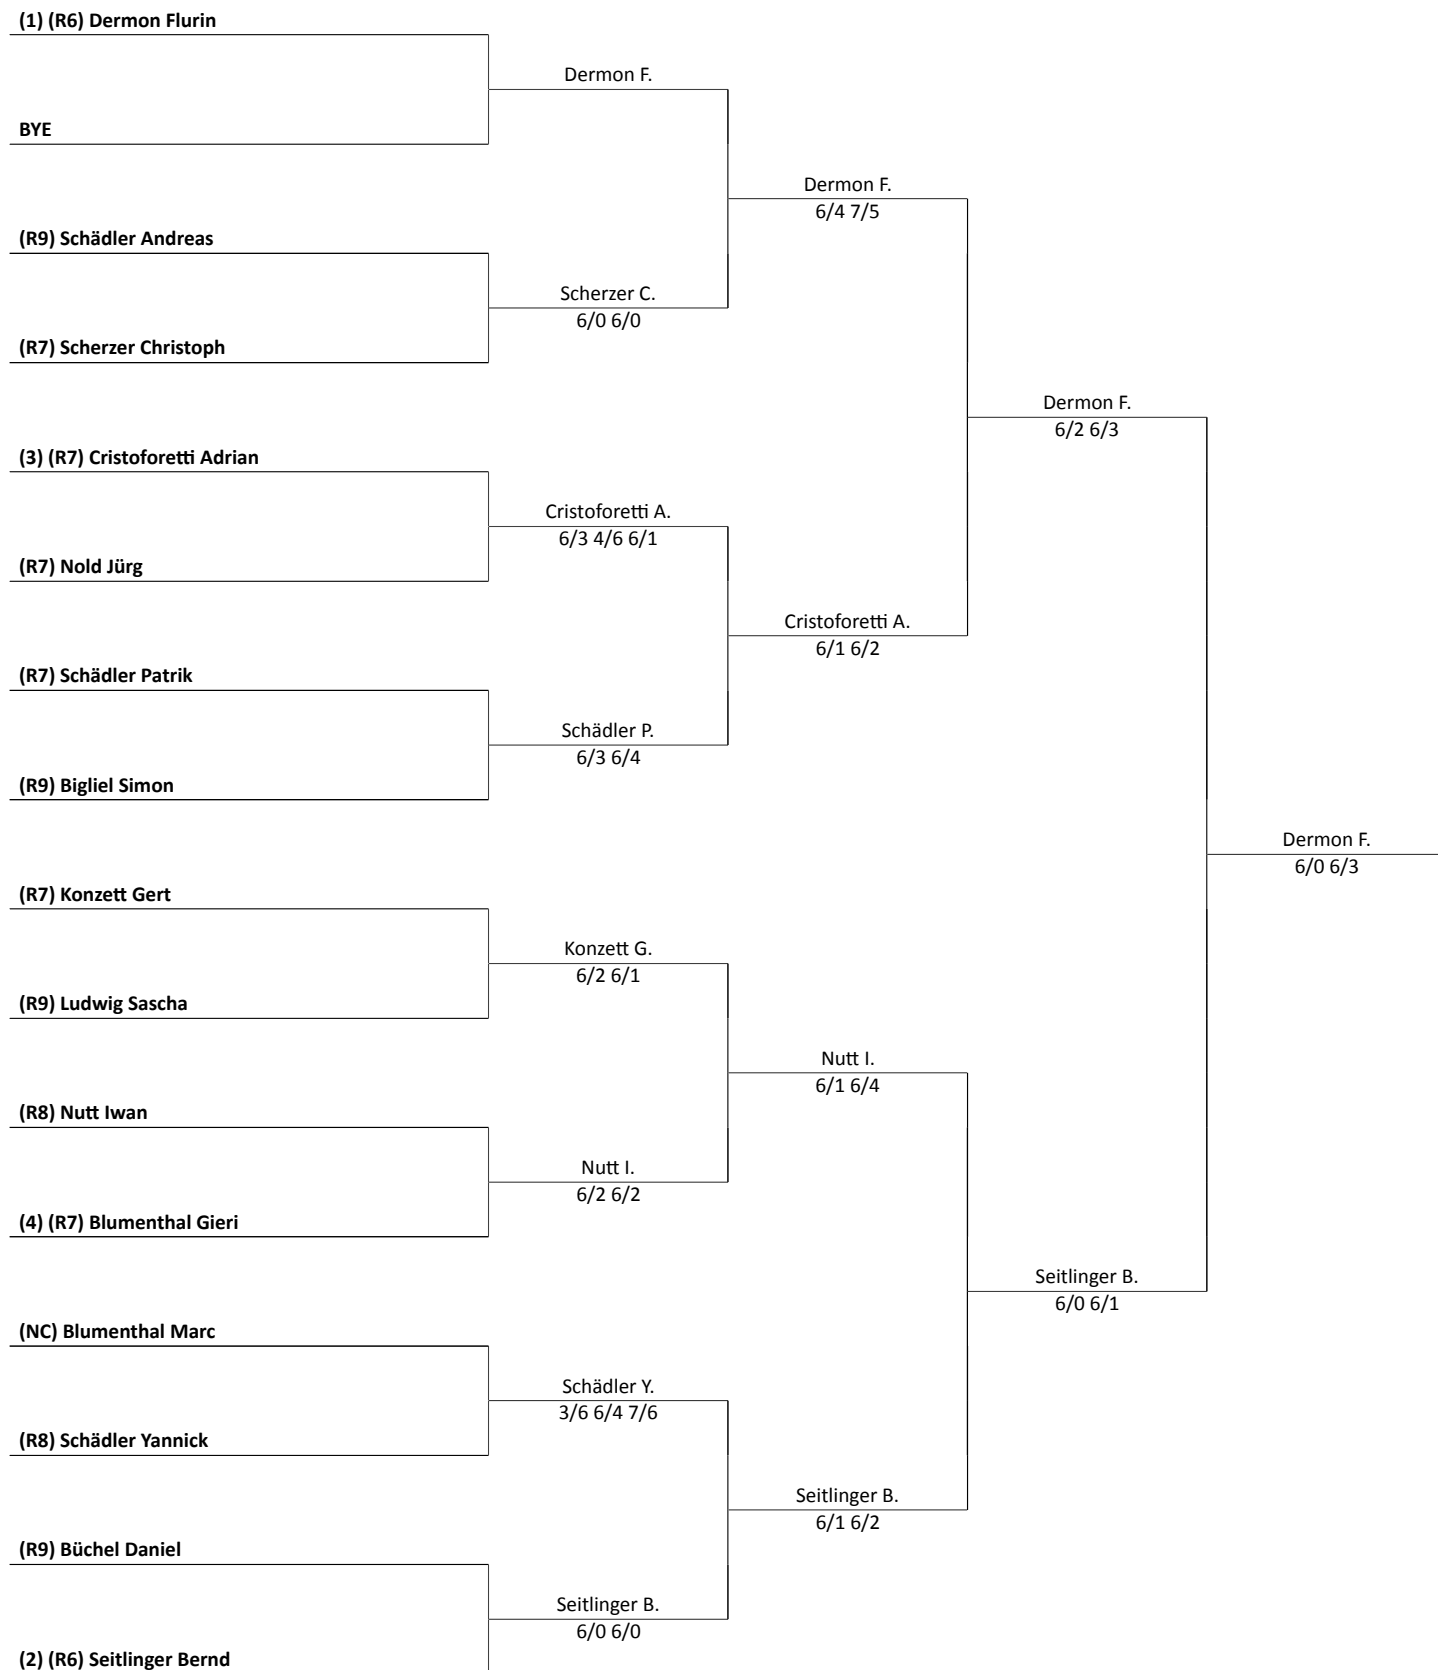 (1) (R6) Dermon Flurin
Dermon F.
BYE
Dermon F.
6/4 7/5
(R9) Schädler Andreas
Scherzer C.
6/0 6/0
(R7) Scherzer Christoph
Dermon F.
6/2 6/3
(3) (R7) Cristoforetti Adrian
Cristoforetti A.
6/3 4/6 6/1
(R7) Nold Jürg
Cristoforetti A.
6/1 6/2
(R7) Schädler Patrik
Schädler P.
6/3 6/4
(R9) Bigliel Simon
Dermon F.
6/0 6/3
(R7) Konzett Gert
Konzett G.
6/2 6/1
(R9) Ludwig Sascha
Nutt I.
6/1 6/4
(R8) Nutt Iwan
Nutt I.
6/2 6/2
(4) (R7) Blumenthal Gieri
Seitlinger B.
6/0 6/1
(NC) Blumenthal Marc
Schädler Y.
3/6 6/4 7/6
(R8) Schädler Yannick
Seitlinger B.
6/1 6/2
(R9) Büchel Daniel
Seitlinger B.
6/0 6/0
(2) (R6) Seitlinger Bernd